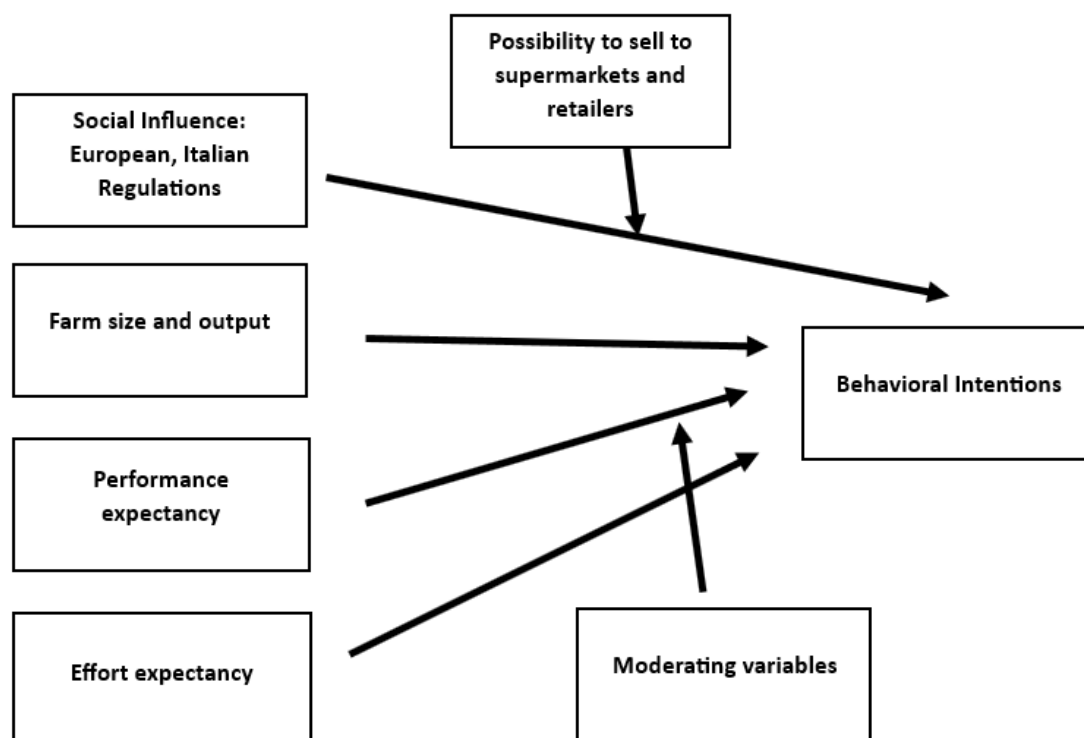 Possibility to sell to
supermarkets and
retailers
Social Influence:
European, Italian
Regulations
Farm size and output
Behavioral Intentions
Performance
expectancy
Effort expectancy
Moderating variables